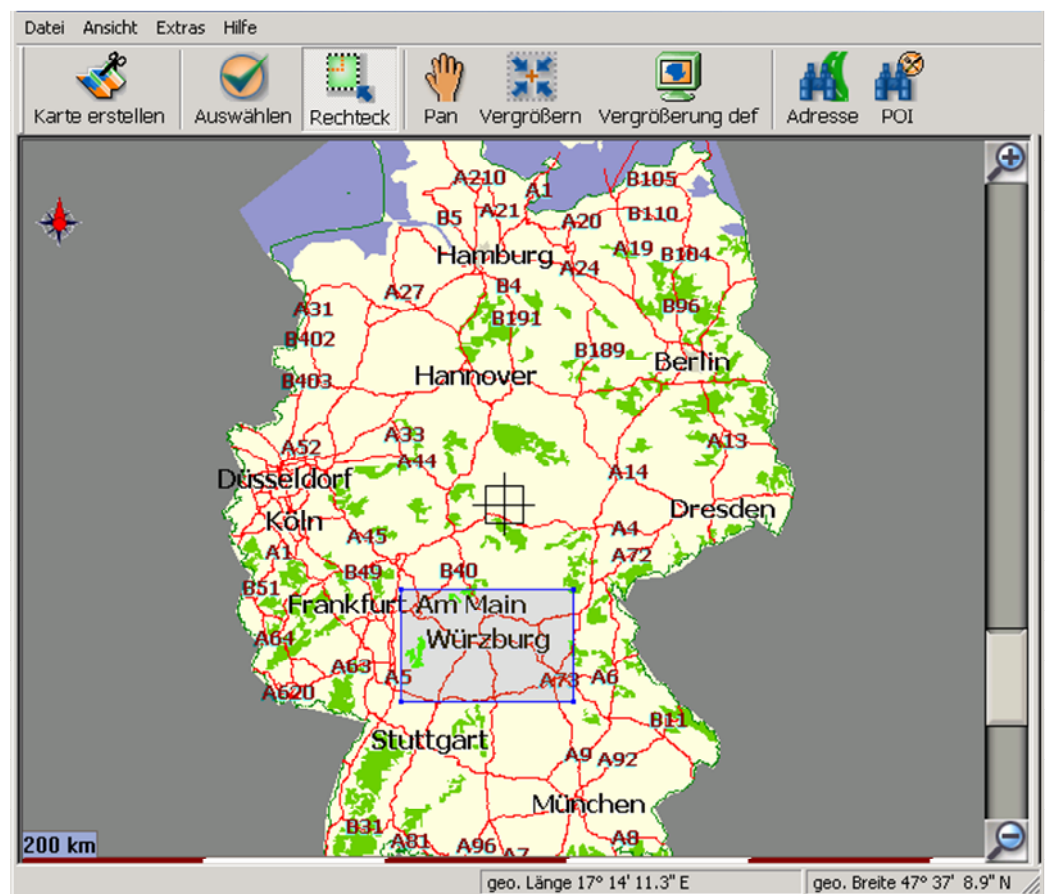 Datei Ansicht Extras Hilfe
Karte erstellen Auswählen Rechteck Pan Vergrößern Vergrößerung def Adresse POI
A210 A1 B105
B5 A21 A20 B110
Hamburg A24 A19 B104
A27 B4
A31 B191 B96
B402 B189 Berlin
B403 Hannover
A52 A33 A13
A44 A14
Düsseldorf Dresden
Köln A45 A4
A1 A72
B51 B49 B40
Frankfurt Am Main
A64 Würzburg
A63 A5 A73 A6
A620
B11
Stuttgart
A9 A92
München
B31 A81 A96 A7 A8
200 km
geo. Länge 17° 14' 11.3" E geo. Breite 47° 37' 8.9" N